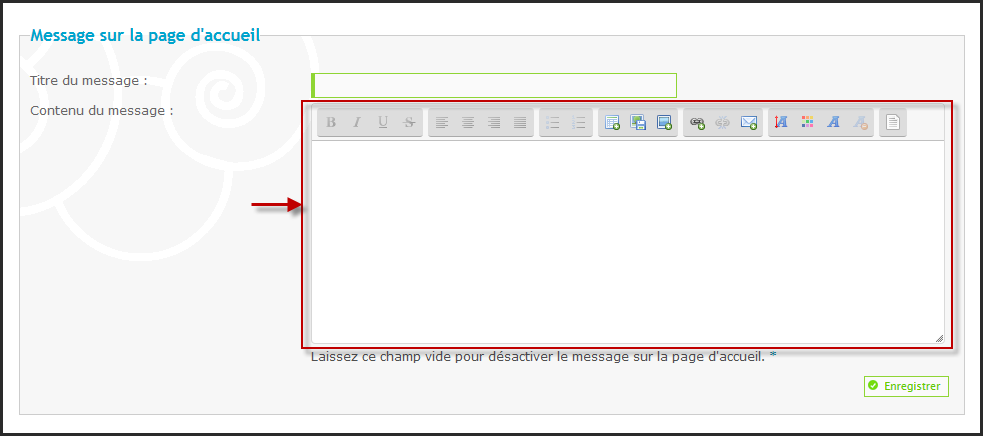 Message sur la page d'accueil
Titre du message :
Contenu du message :
B I U S
Laissez ce champ vide pour désactiver le message sur la page d'accueil. *
Enregistrer